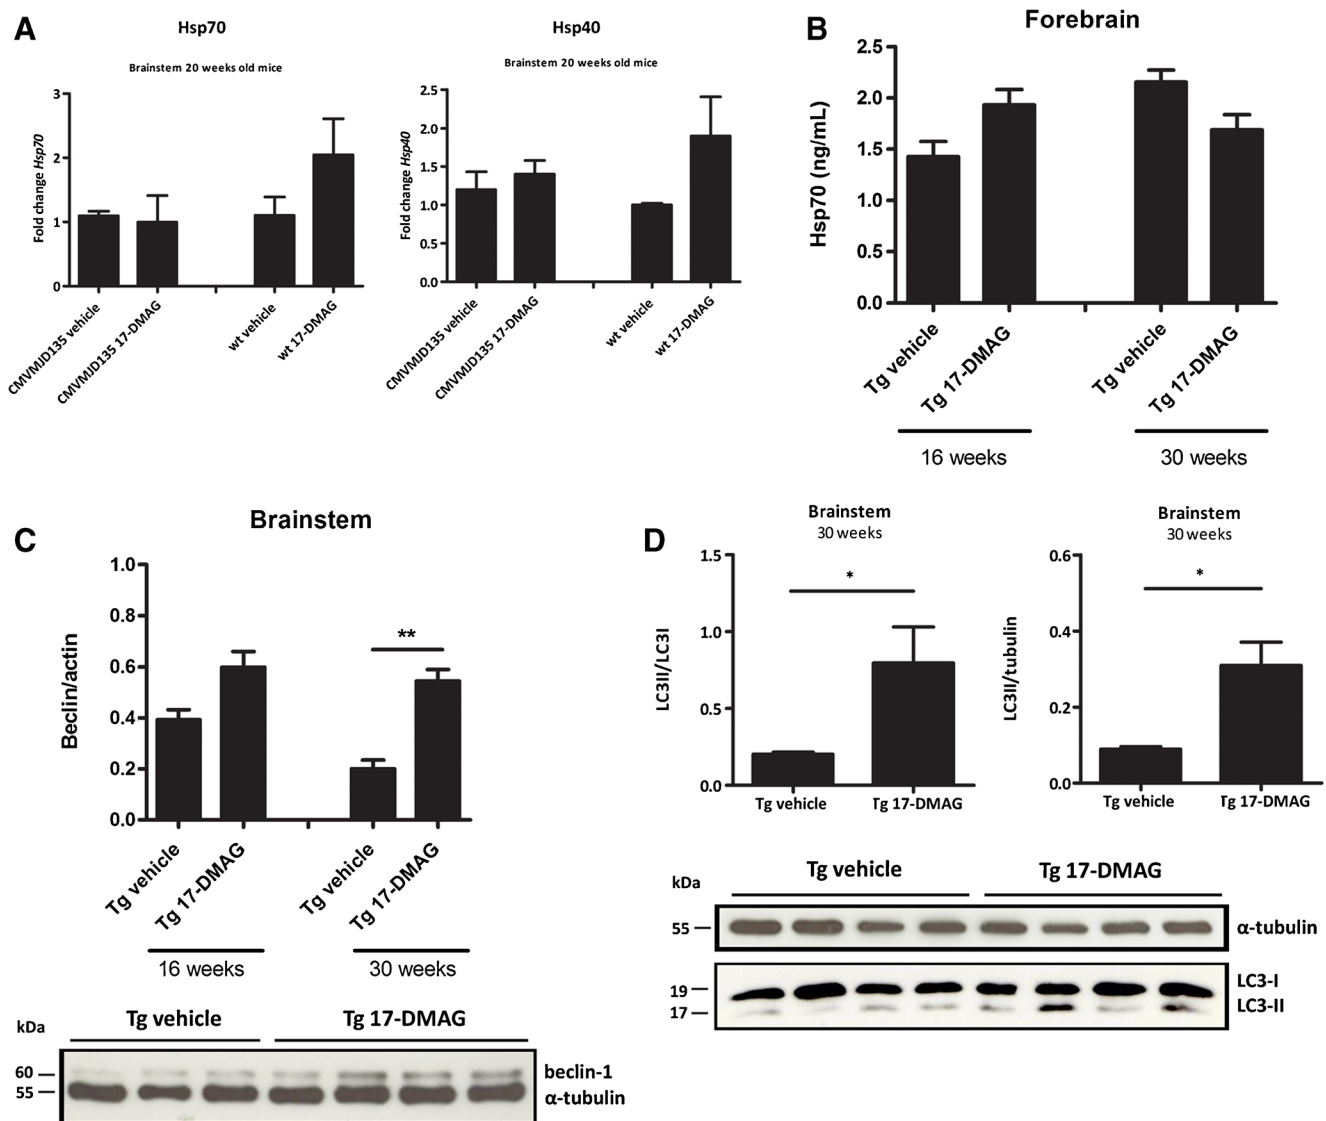 A
Hsp70
Brainstem 20 weeks old mice
Fold change Hsp70
3
2
1
0
CMVMJD135 vehicle
CMVMJD135 17-DMAG
wt vehicle
wt 17-DMAG
Hsp40
Brainstem 20 weeks old mice
Fold change Hsp40
2.5
2.0
1.5
1.0
0.5
0.0
CMVMJD135 vehicle
CMVMJD135 17-DMAG
wt vehicle
wt 17-DMAG
B
Forebrain
Hsp70 (ng/mL)
2.5
2.0
1.5
1.0
0.5
0.0
Tg vehicle
Tg 17-DMAG
Tg vehicle
Tg 17-DMAG
16 weeks
30 weeks
C
Brainstem
Beclin/actin
1.0
0.8
0.6
0.4
0.2
0.0
**
Tg vehicle
Tg 17-DMAG
Tg vehicle
Tg 17-DMAG
16 weeks
30 weeks
kDa
Tg vehicle
Tg 17-DMAG
60
beclin-1
55
α-tubulin
D
Brainstem
30 weeks
LC3II/LC3I
1.5
1.0
0.5
0.0
*
Tg vehicle
Tg 17-DMAG
Brainstem
30 weeks
LC3II/tubulin
0.6
0.4
0.2
0.0
*
Tg vehicle
Tg 17-DMAG
kDa
Tg vehicle
Tg 17-DMAG
55
α-tubulin
19
LC3-I
17
LC3-II